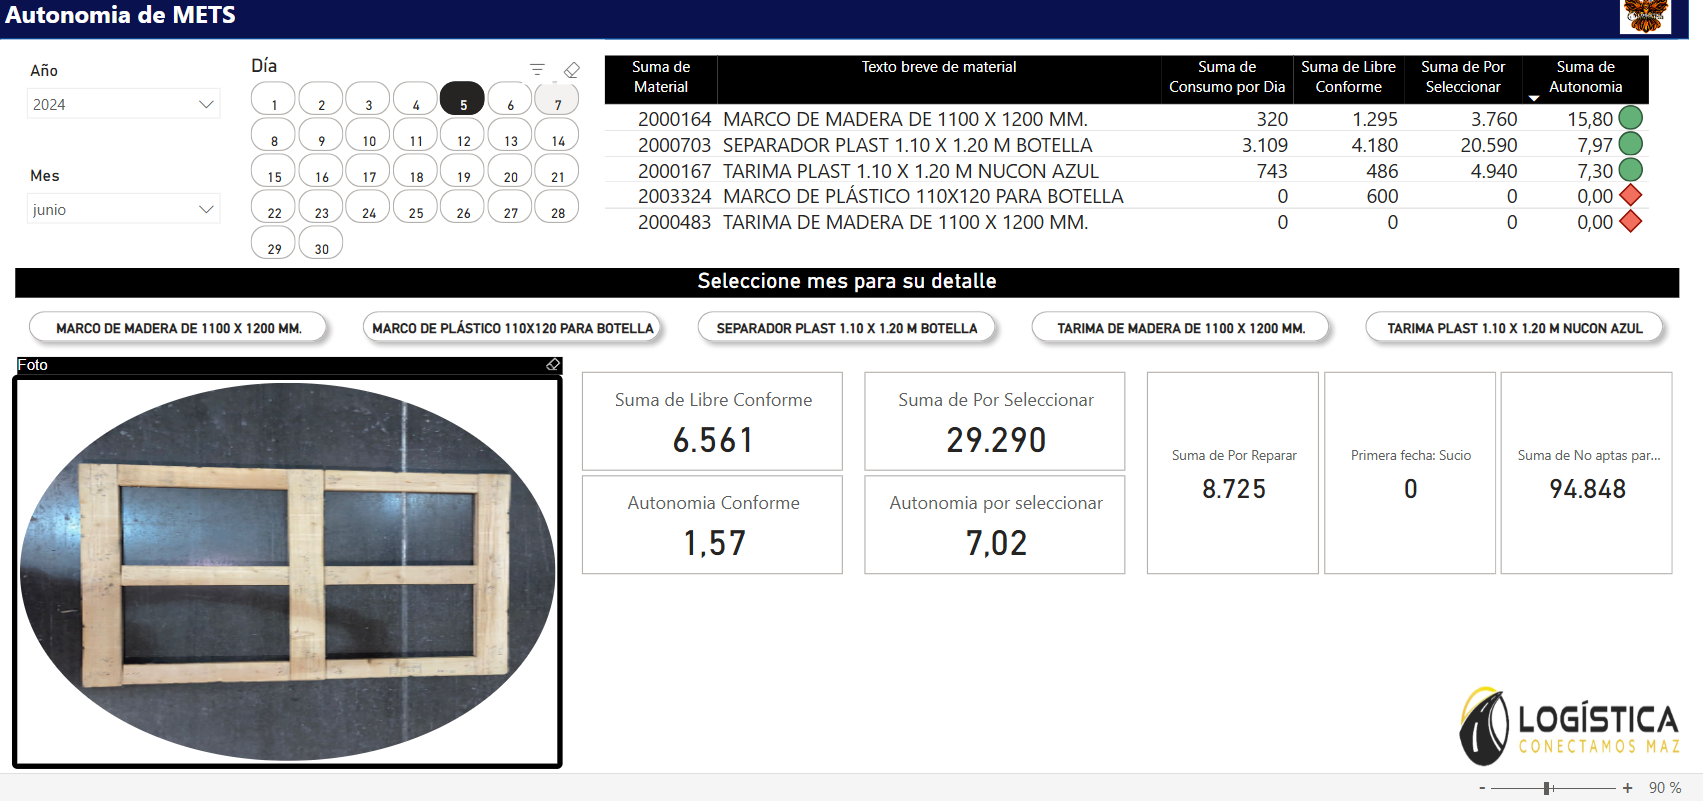 Autonomia de METS
Año
2024
Mes
junio
Día
1 2 3 4 5 6 7
8 9 10 11 12 13 14
15 16 17 18 19 20 21
22 23 24 25 26 27 28
29 30
Suma de Material Texto breve de material Suma de Consumo por Dia Suma de Libre Conforme Suma de Por Seleccionar Suma de Autonomia
2000164 MARCO DE MADERA DE 1100 X 1200 MM. 320 1.295 3.760 15,80
2000703 SEPARADOR PLAST 1.10 X 1.20 M BOTELLA 3.109 4.180 20.590 7,97
2000167 TARIMA PLAST 1.10 X 1.20 M NUCON AZUL 743 486 4.940 7,30
2003324 MARCO DE PLÁSTICO 110X120 PARA BOTELLA 0 600 0 0,00
2000483 TARIMA DE MADERA DE 1100 X 1200 MM. 0 0 0 0,00
Seleccione mes para su detalle
MARCO DE MADERA DE 1100 X 1200 MM.
MARCO DE PLÁSTICO 110X120 PARA BOTELLA
SEPARADOR PLAST 1.10 X 1.20 M BOTELLA
TARIMA DE MADERA DE 1100 X 1200 MM.
TARIMA PLAST 1.10 X 1.20 M NUCON AZUL
Foto
Suma de Libre Conforme
6.561
Suma de Por Seleccionar
29.290
Autonomia Conforme
1,57
Autonomia por seleccionar
7,02
Suma de Por Reparar
8.725
Primera fecha: Sucio
0
Suma de No aptas par...
94.848
LOGÍSTICA
CONECTAMOS MAZ
- + 90 %